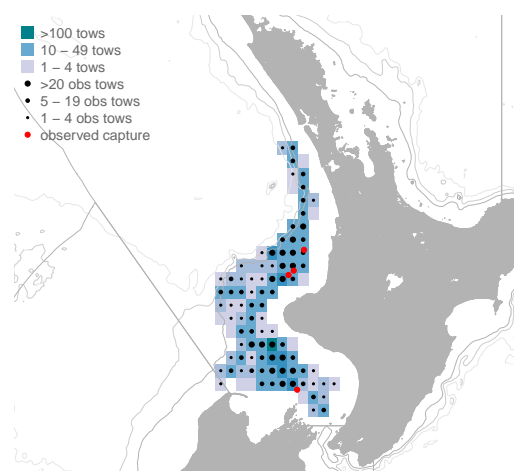 >100 tows
10 – 49 tows
1 – 4 tows
>20 obs tows
5 – 19 obs tows
1 – 4 obs tows
observed capture